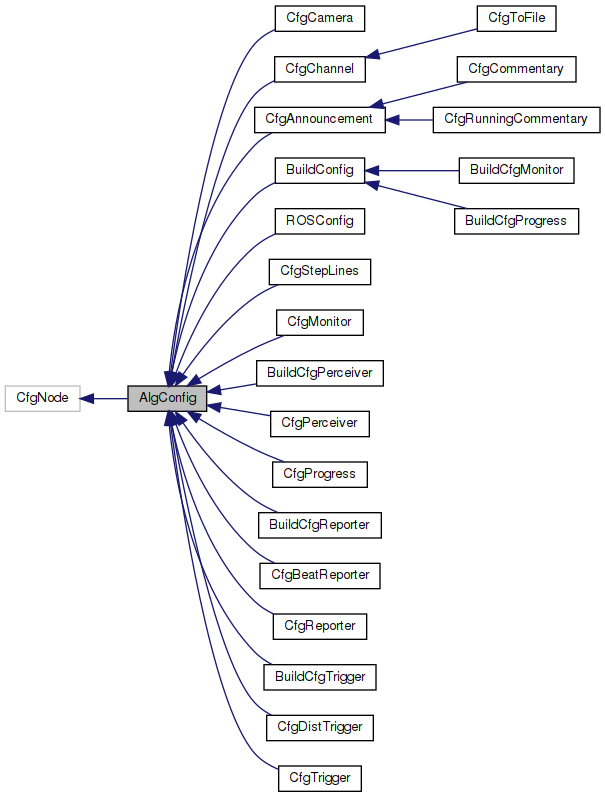 CfgCamera
CfgToFile
CfgChannel
CfgCommentary
CfgAnnouncement
CfgRunningCommentary
BuildConfig
BuildCfgMonitor
BuildCfgProgress
ROSConfig
CfgStepLines
CfgMonitor
BuildCfgPerceiver
CfgNode
AlgConfig
CfgPerceiver
CfgProgress
BuildCfgReporter
CfgBeatReporter
CfgReporter
BuildCfgTrigger
CfgDistTrigger
CfgTrigger